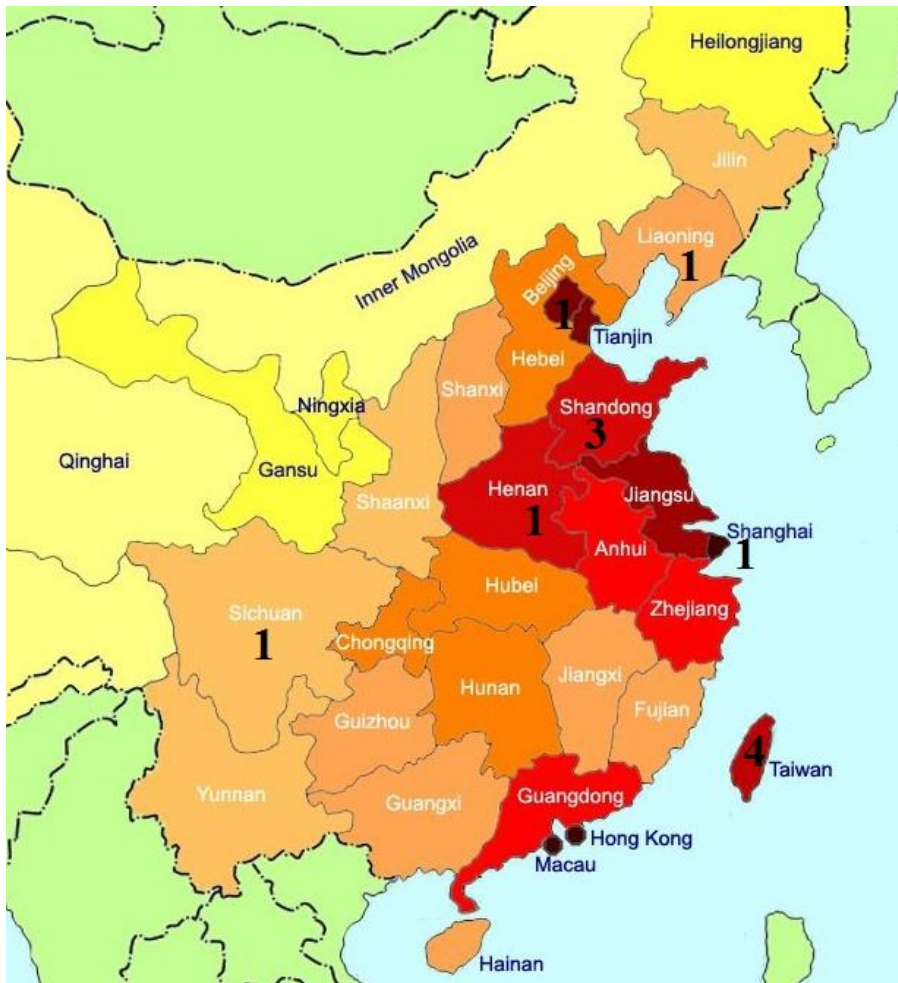 Heilongjiang
Jilin
Liaoning
1
Inner Mongolia
Beijing
1
Tianjin
Hebei
Shanxi
Shandong
3
Ningxia
Qinghai
Gansu
Shaanxi
Henan
1
Jiangsu
Anhui
Shanghai
1
Hubei
Zhejiang
Sichuan
1
Chongqing
Hunan
Jiangxi
Guizhou
Fujian
4
Taiwan
Yunnan
Guangxi
Guangdong
Hong Kong
Macau
Hainan